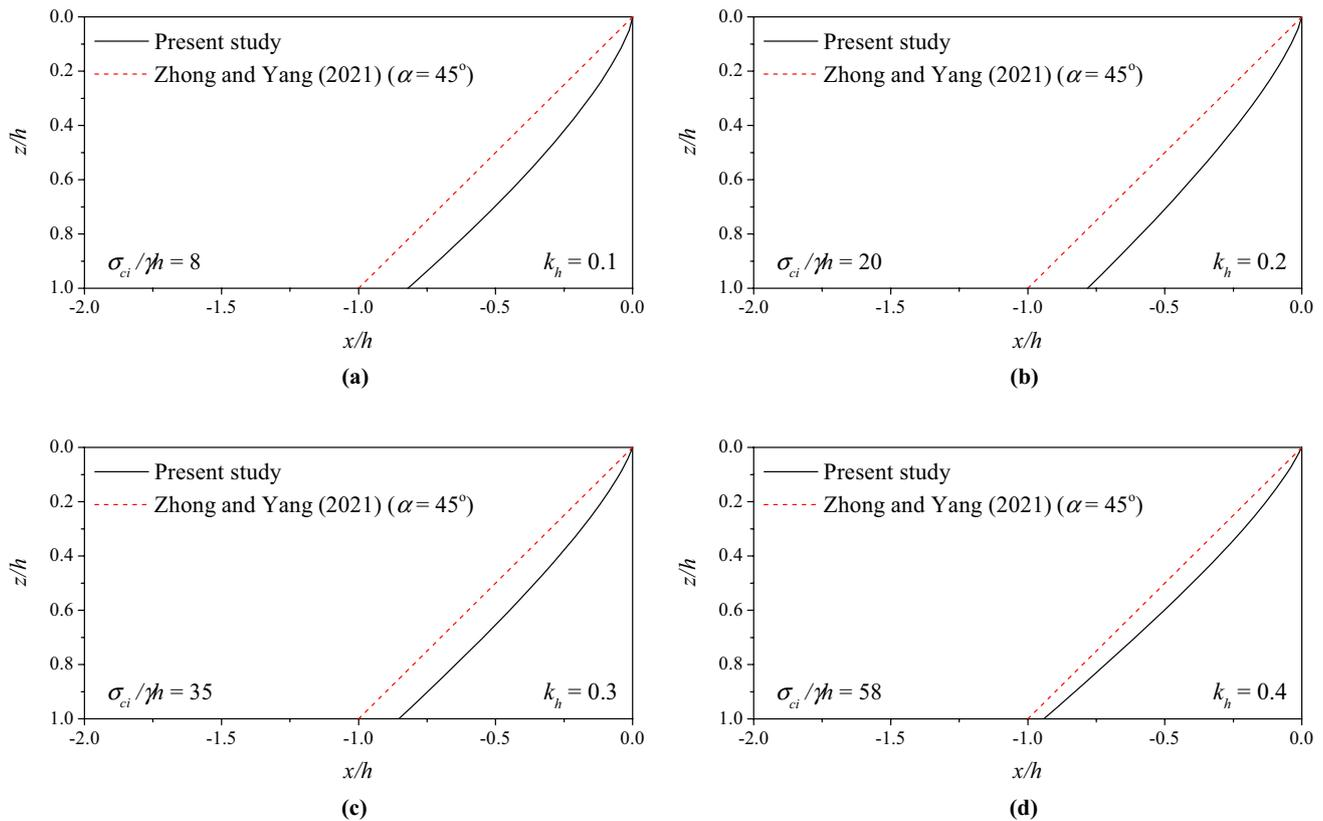 0.0
Present study
Zhong and Yang (2021) (α = 45°)
0.2
0.4
z/h
0.6
0.8
σci /γh = 8
kh = 0.1
1.0
-2.0 -1.5 -1.0 -0.5 0.0
x/h
(a)
0.0
Present study
Zhong and Yang (2021) (α = 45°)
0.2
0.4
z/h
0.6
0.8
σci /γh = 20
kh = 0.2
1.0
-2.0 -1.5 -1.0 -0.5 0.0
x/h
(b)
0.0
Present study
Zhong and Yang (2021) (α = 45°)
0.2
0.4
z/h
0.6
0.8
σci /γh = 35
kh = 0.3
1.0
-2.0 -1.5 -1.0 -0.5 0.0
x/h
(c)
0.0
Present study
Zhong and Yang (2021) (α = 45°)
0.2
0.4
z/h
0.6
0.8
σci /γh = 58
kh = 0.4
1.0
-2.0 -1.5 -1.0 -0.5 0.0
x/h
(d)